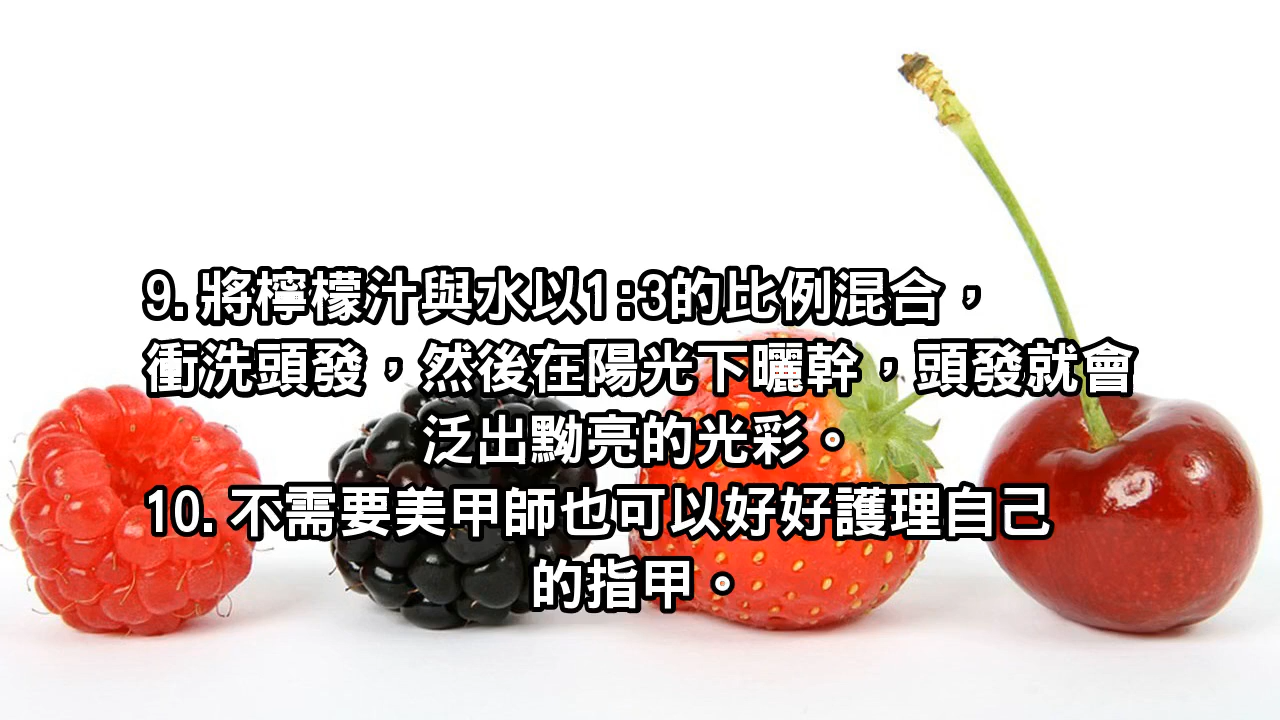 9.將檸檬汁與水以1:3的比例混合，
衝洗頭發，然後在陽光下曬幹，頭發就會
泛出黝亮的光彩。
10.不需要美甲師也可以好好護理自己
的指甲。